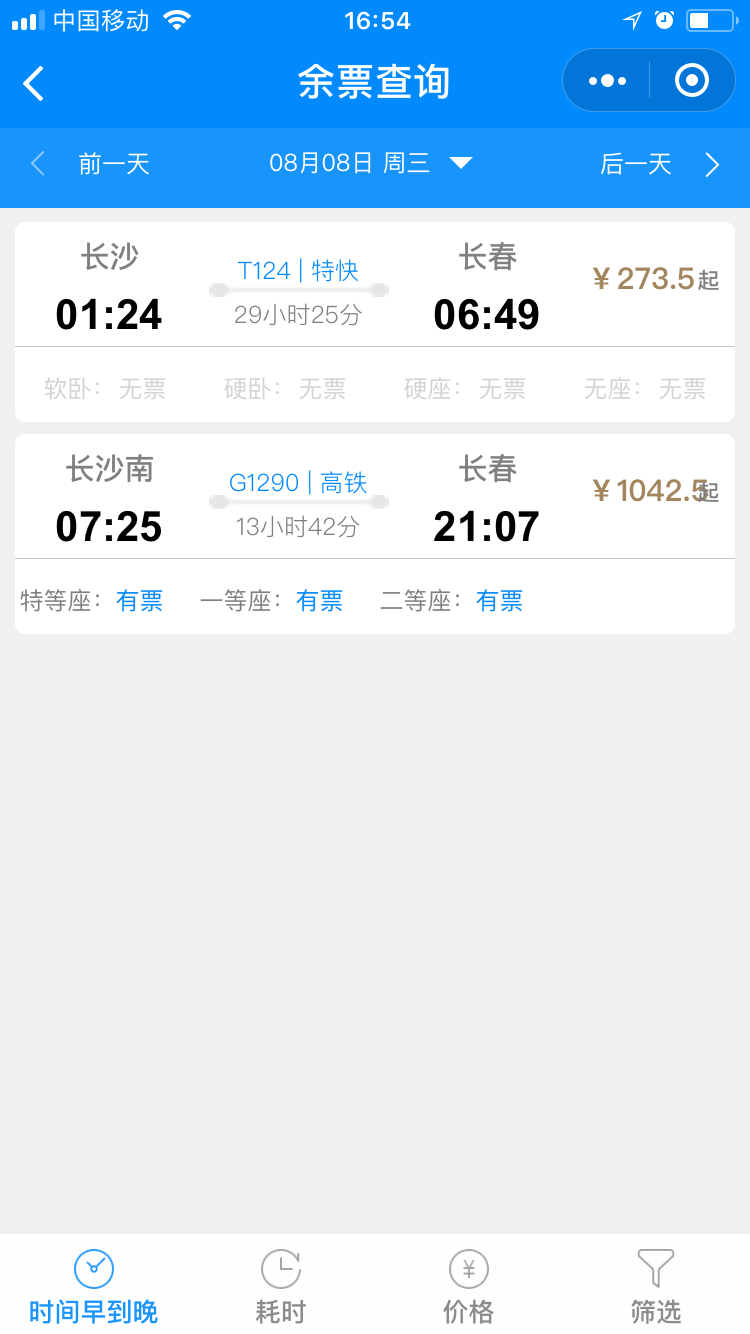 中国移动 16:54
余票查询
前一天 08月08日 周三 后一天
长沙 T124 | 特快 长春 ¥273.5起
01:24 29小时25分 06:49
软卧：无票 硬卧：无票 硬座：无票 无座：无票
长沙南 G1290 | 高铁 长春 ¥1042.5起
07:25 13小时42分 21:07
特等座：有票 一等座：有票 二等座：有票
时间早到晚 耗时 价格 筛选